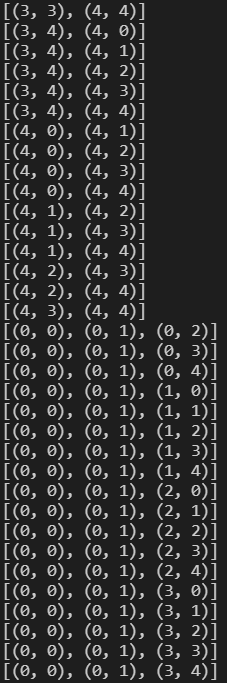 [(3, 3), (4, 4)]
[(3, 4), (4, 0)]
[(3, 4), (4, 1)]
[(3, 4), (4, 2)]
[(3, 4), (4, 3)]
[(3, 4), (4, 4)]
[(4, 0), (4, 1)]
[(4, 0), (4, 2)]
[(4, 0), (4, 3)]
[(4, 0), (4, 4)]
[(4, 1), (4, 2)]
[(4, 1), (4, 3)]
[(4, 1), (4, 4)]
[(4, 2), (4, 3)]
[(4, 2), (4, 4)]
[(4, 3), (4, 4)]
[(0, 0), (0, 1), (0, 2)]
[(0, 0), (0, 1), (0, 3)]
[(0, 0), (0, 1), (0, 4)]
[(0, 0), (0, 1), (1, 0)]
[(0, 0), (0, 1), (1, 1)]
[(0, 0), (0, 1), (1, 2)]
[(0, 0), (0, 1), (1, 3)]
[(0, 0), (0, 1), (1, 4)]
[(0, 0), (0, 1), (2, 0)]
[(0, 0), (0, 1), (2, 1)]
[(0, 0), (0, 1), (2, 2)]
[(0, 0), (0, 1), (2, 3)]
[(0, 0), (0, 1), (2, 4)]
[(0, 0), (0, 1), (3, 0)]
[(0, 0), (0, 1), (3, 1)]
[(0, 0), (0, 1), (3, 2)]
[(0, 0), (0, 1), (3, 3)]
[(0, 0), (0, 1), (3, 4)]